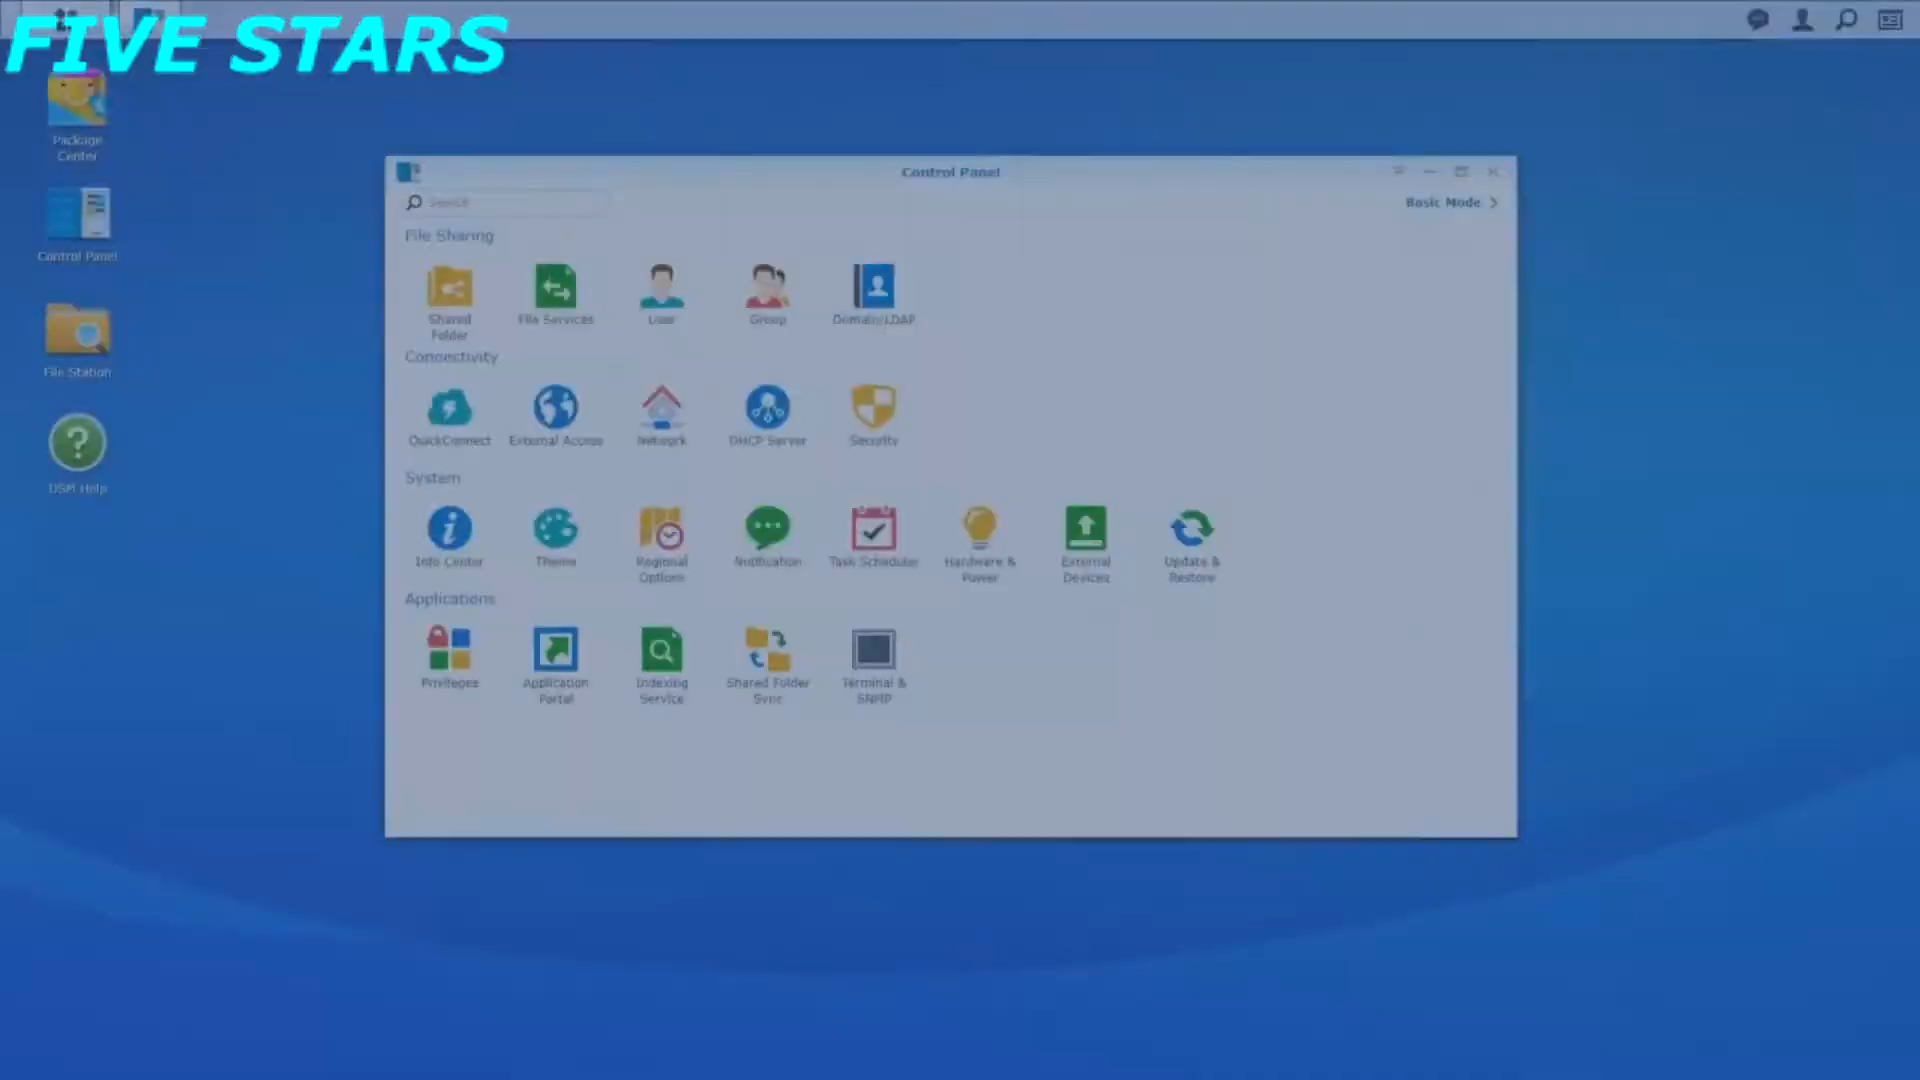 FIVE STARS
Package
Center
Control Panel
File Station
DSM Help
Control Panel
Search
Basic Mode
File Sharing
Shared
Folder
File Services
User
Group
Domain/LDAP
Connectivity
QuickConnect
External Access
Network
DHCP Server
Security
System
Info Center
Theme
Regional
Options
Notification
Task Scheduler
Hardware &
Power
External
Devices
Update &
Restore
Applications
Privileges
Application
Portal
Indexing
Service
Shared Folder
Sync
Terminal &
SNMP